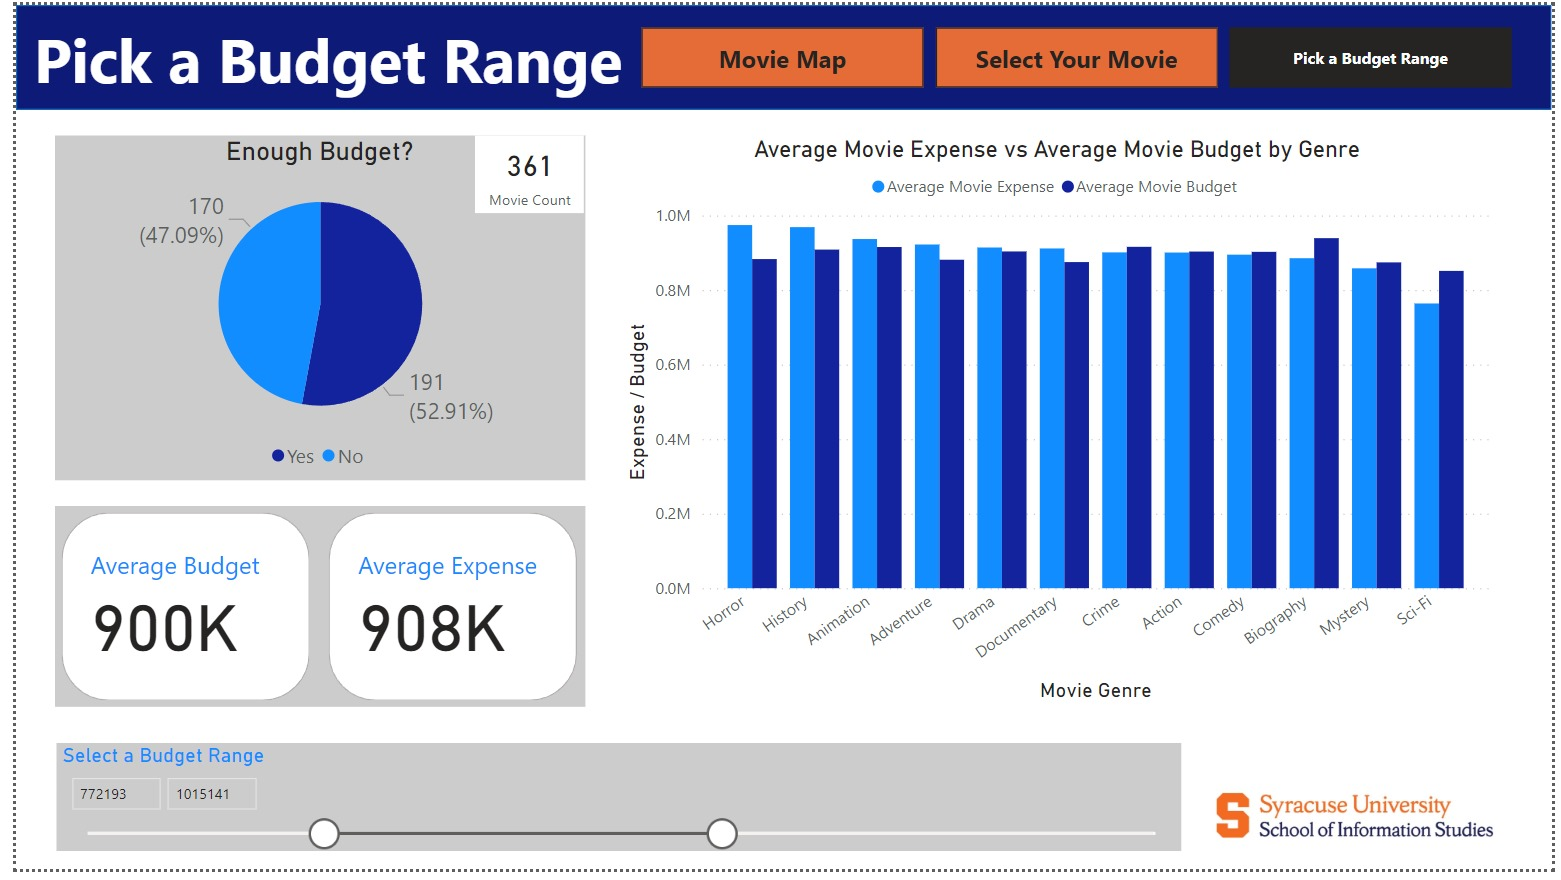 Pick a Budget Range
Movie Map
Select Your Movie
Pick a Budget Range
Enough Budget?
361
Movie Count
170
(47.09%)
191
(52.91%)
Yes No
Average Budget
900K
Average Expense
908K
Average Movie Expense vs Average Movie Budget by Genre
Average Movie Expense Average Movie Budget
Expense / Budget
1.0M
0.8M
0.6M
0.4M
0.2M
0.0M
Horror
History
Animation
Adventure
Drama
Documentary
Crime
Action
Comedy
Biography
Mystery
Sci-Fi
Movie Genre
Select a Budget Range
772193
1015141
S
Syracuse University
School of Information Studies